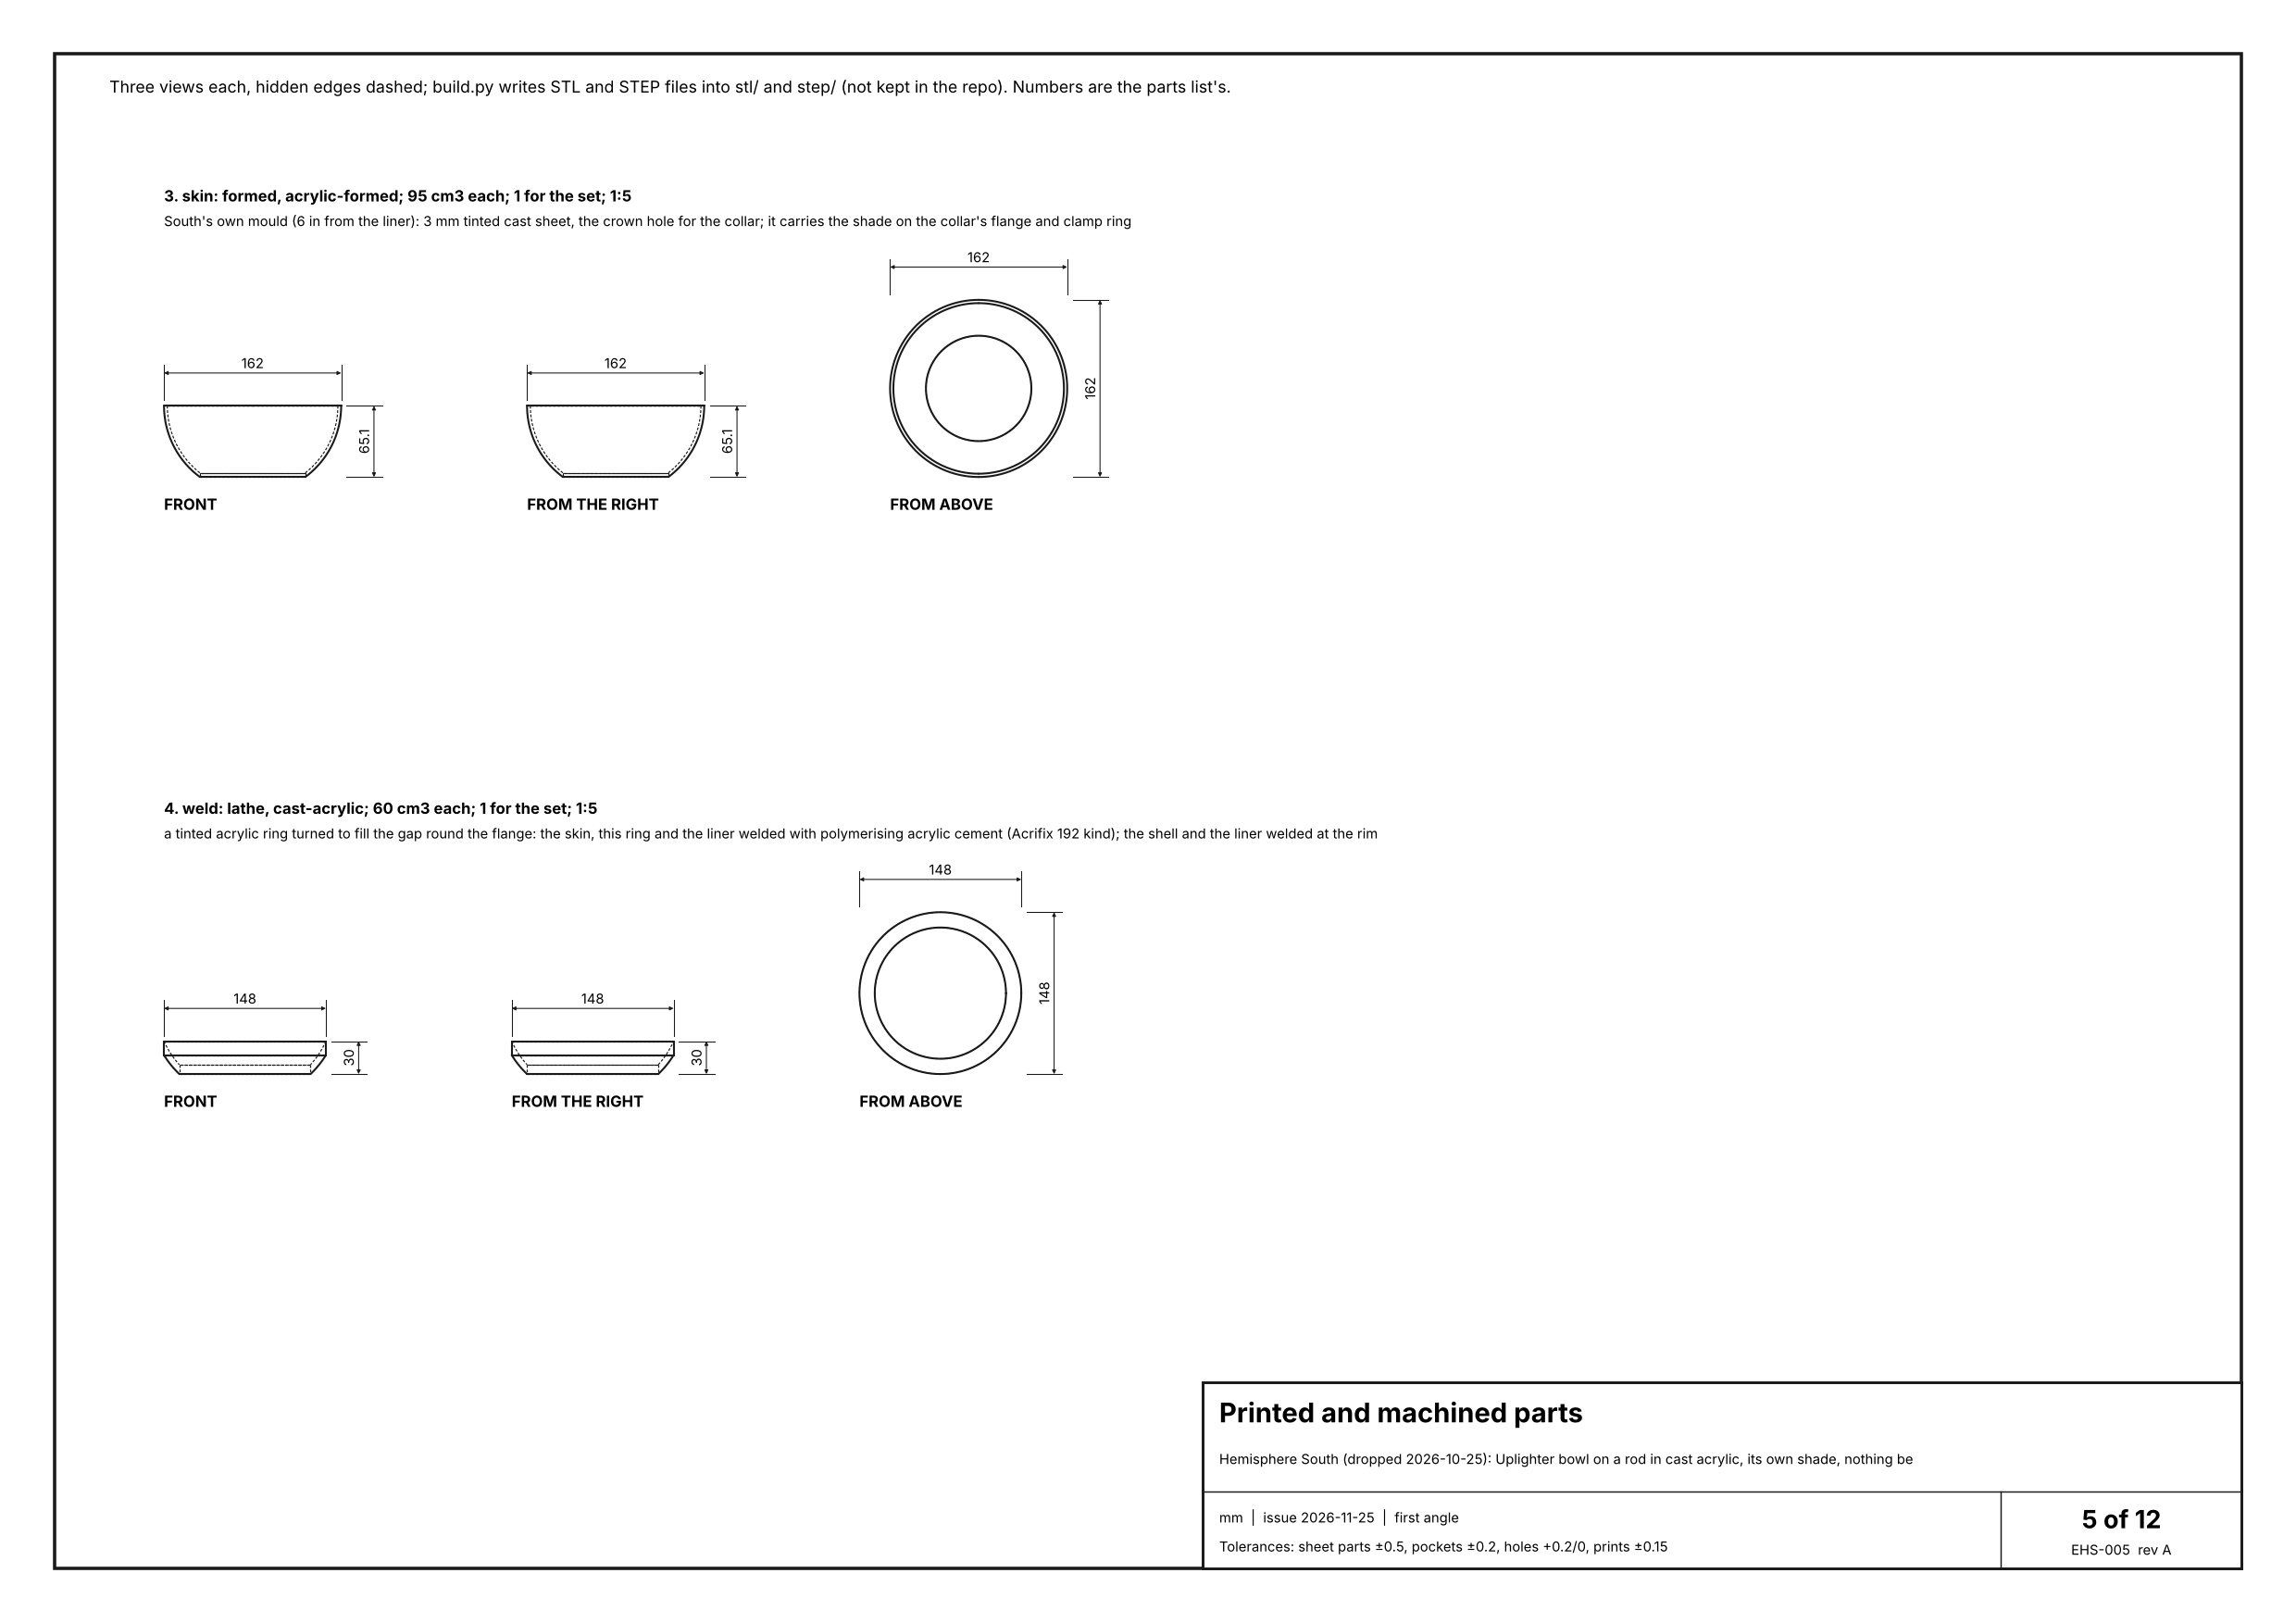 Three views each, hidden edges dashed; build.py writes STL and STEP files into stl/ and step/ (not kept in the repo). Numbers are the parts list's.
3. skin: formed, acrylic-formed; 95 cm3 each; 1 for the set; 1:5
South's own mould (6 in from the liner): 3 mm tinted cast sheet, the crown hole for the collar; it carries the shade on the collar's flange and clamp ring
162
162
162
162
65.1
65.1
FRONT
FROM THE RIGHT
FROM ABOVE
4. weld: lathe, cast-acrylic; 60 cm3 each; 1 for the set; 1:5
a tinted acrylic ring turned to fill the gap round the flange: the skin, this ring and the liner welded with polymerising acrylic cement (Acrifix 192 kind); the shell and the liner welded at the rim
148
148
148
148
30
30
FRONT
FROM THE RIGHT
FROM ABOVE
Printed and machined parts
Hemisphere South (dropped 2026-10-25): Uplighter bowl on a rod in cast acrylic, its own shade, nothing be
mm | issue 2026-11-25 | first angle
Tolerances: sheet parts ±0.5, pockets ±0.2, holes +0.2/0, prints ±0.15
5 of 12
EHS-005 rev A